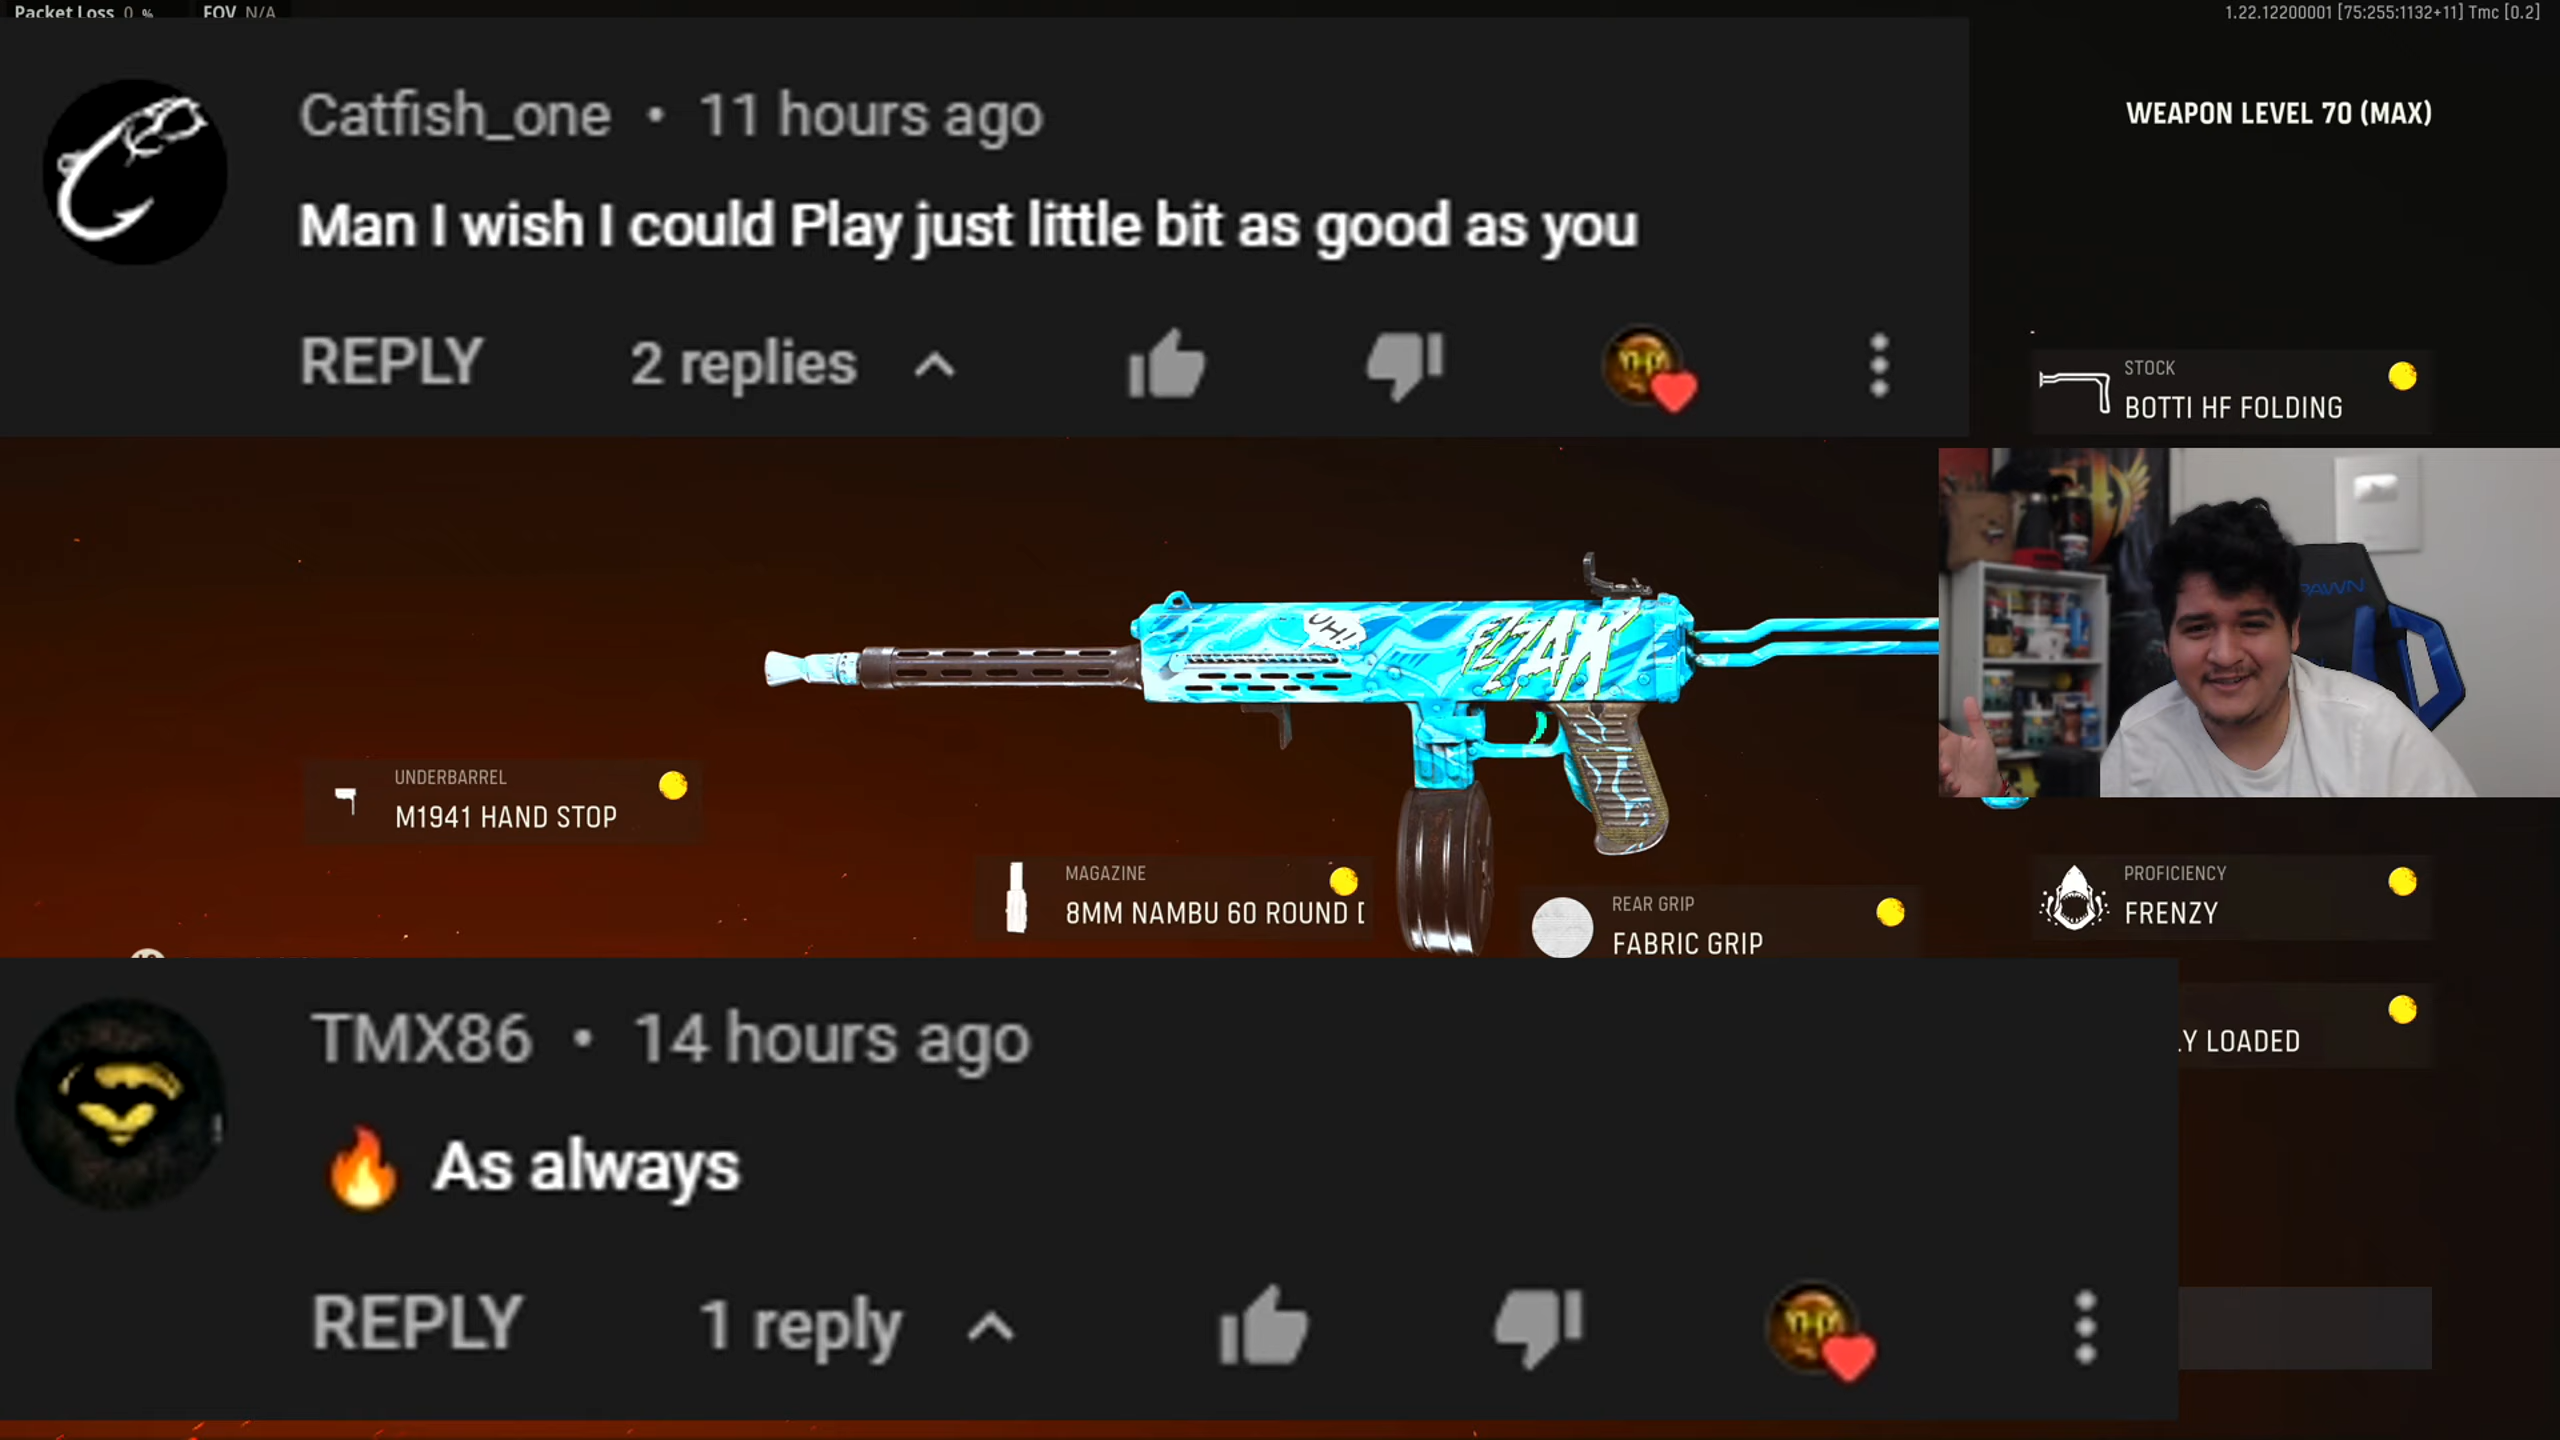 Packet Loss 0 % FOV N/A
1.22.12200001 [75:255:1132+11] Tmc [0.2]
Catfish_one • 11 hours ago
Man I wish I could Play just little bit as good as you
REPLY 2 replies
WEAPON LEVEL 70 (MAX)
STOCK
BOTTI HF FOLDING
PAWN
UH!
UNDERBARREL
M1941 HAND STOP
MAGAZINE
8MM NAMBU 60 ROUND
REAR GRIP
FABRIC GRIP
PROFICIENCY
FRENZY
LOADED
TMX86 • 14 hours ago
🔥 As always
REPLY 1 reply